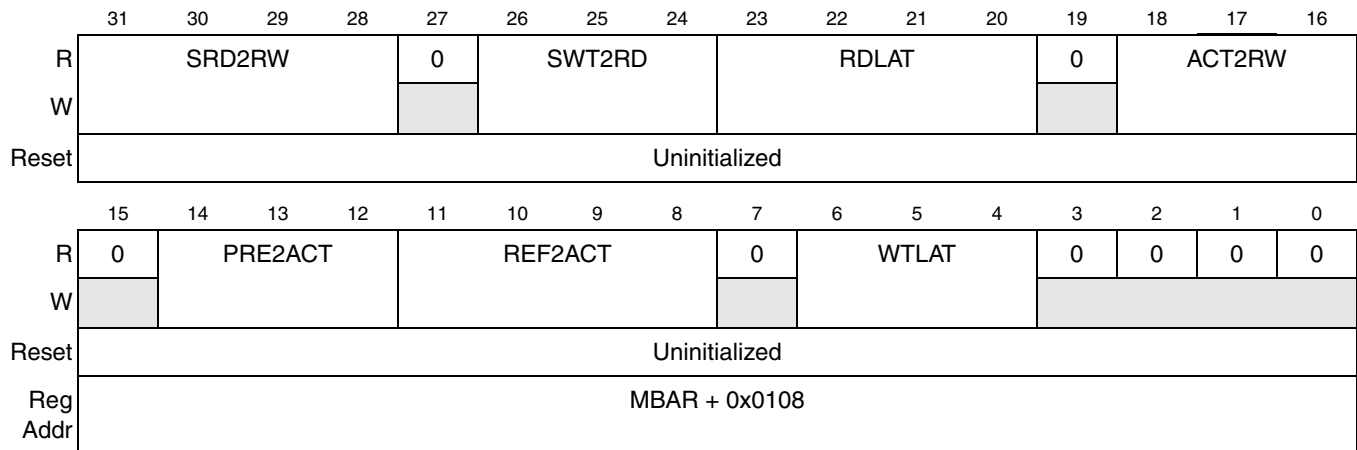 31 30 29 28 27 26 25 24 23 22 21 20 19 18 17 16
R SRD2RW 0 SWT2RD RDLAT 0 ACT2RW
W
Reset Uninitialized
15 14 13 12 11 10 9 8 7 6 5 4 3 2 1 0
R 0 PRE2ACT REF2ACT 0 WTLAT 0 0 0 0
W
Reset Uninitialized
Reg MBAR + 0x0108
Addr